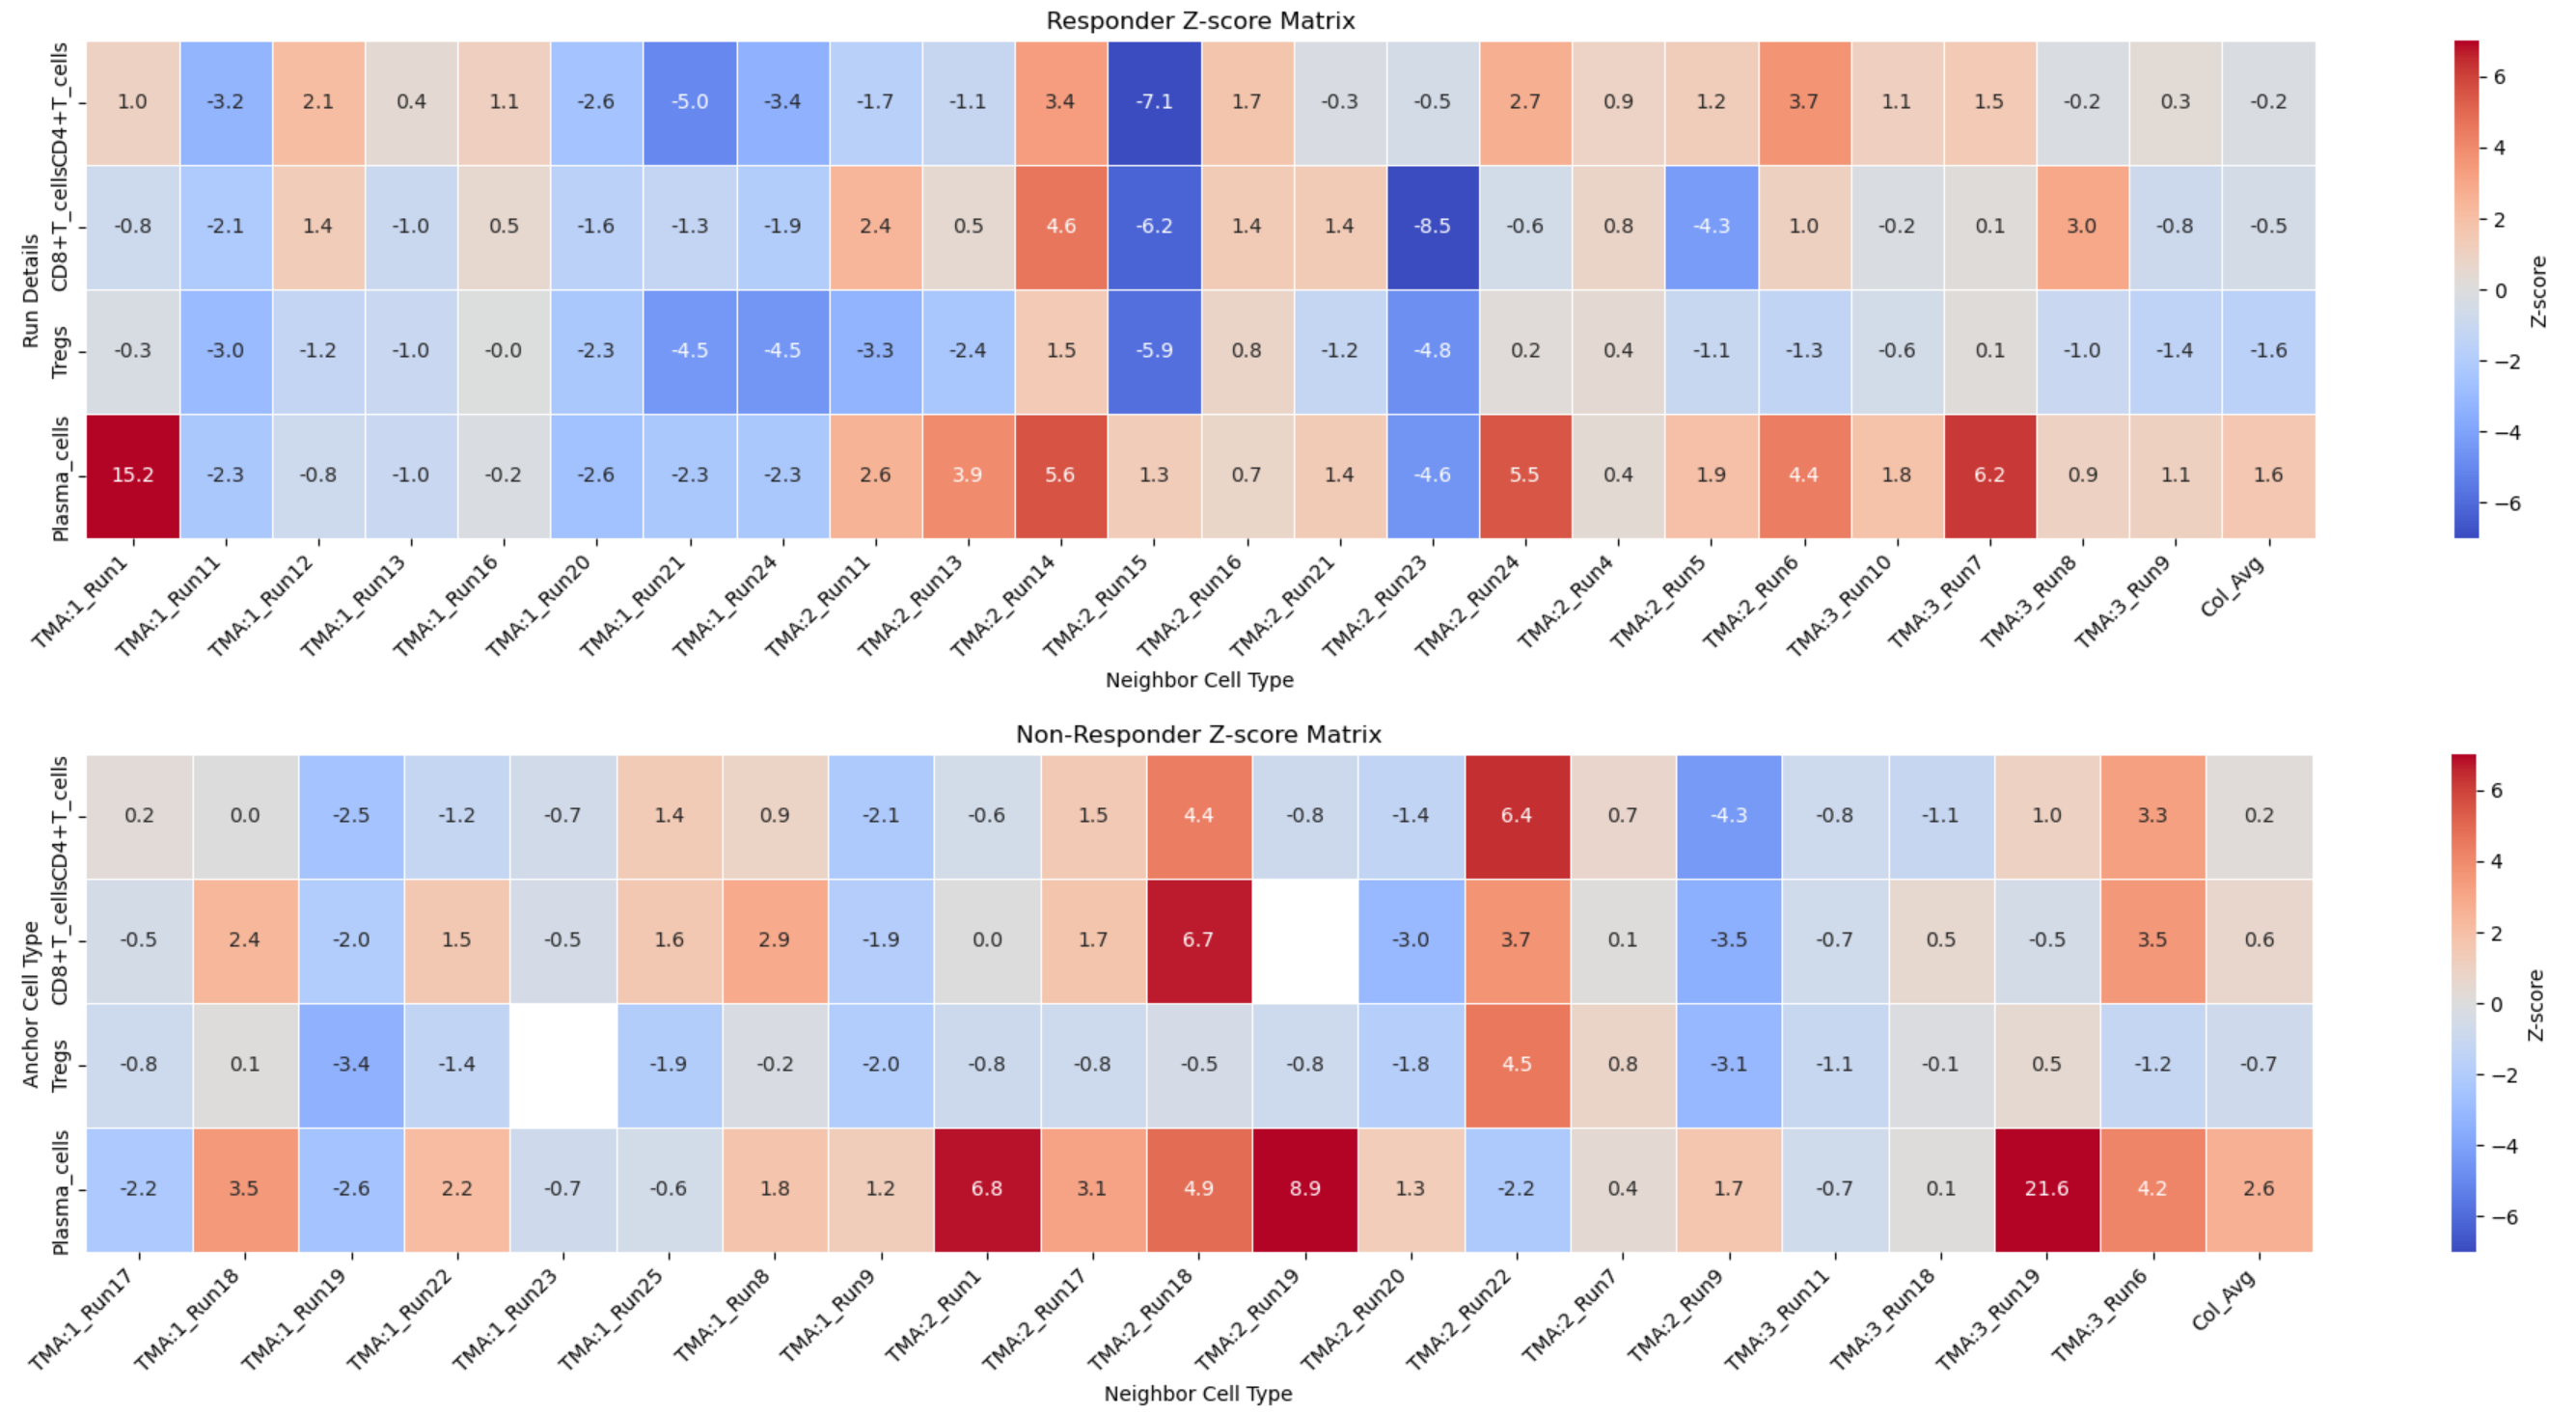 Responder Z-score Matrix
Run Details
CD4+T_cells 1.0 -3.2 2.1 0.4 1.1 -2.6 -5.0 -3.4 -1.7 -1.1 3.4 -7.1 1.7 -0.3 -0.5 2.7 0.9 1.2 3.7 1.1 1.5 -0.2 0.3 -0.2
CD8+T_cells -0.8 -2.1 1.4 -1.0 0.5 -1.6 -1.3 -1.9 2.4 0.5 4.6 -6.2 1.4 1.4 -8.5 -0.6 0.8 -4.3 1.0 -0.2 0.1 3.0 -0.8 -0.5
Tregs -0.3 -3.0 -1.2 -1.0 -0.0 -2.3 -4.5 -4.5 -3.3 -2.4 1.5 -5.9 0.8 -1.2 -4.8 0.2 0.4 -1.1 -1.3 -0.6 0.1 -1.0 -1.4 -1.6
Plasma_cells 15.2 -2.3 -0.8 -1.0 -0.2 -2.6 -2.3 -2.3 2.6 3.9 5.6 1.3 0.7 1.4 -4.6 5.5 0.4 1.9 4.4 1.8 6.2 0.9 1.1 1.6
TMA:1_Run1 TMA:1_Run11 TMA:1_Run12 TMA:1_Run13 TMA:1_Run16 TMA:1_Run20 TMA:1_Run21 TMA:1_Run24 TMA:2_Run11 TMA:2_Run13 TMA:2_Run14 TMA:2_Run15 TMA:2_Run16 TMA:2_Run21 TMA:2_Run23 TMA:2_Run24 TMA:2_Run4 TMA:2_Run5 TMA:2_Run6 TMA:3_Run10 TMA:3_Run7 TMA:3_Run8 TMA:3_Run9 Col_Avg
Neighbor Cell Type
6
4
2
0
−2
−4
−6
Z-score
Non-Responder Z-score Matrix
Anchor Cell Type
CD4+T_cells 0.2 0.0 -2.5 -1.2 -0.7 1.4 0.9 -2.1 -0.6 1.5 4.4 -0.8 -1.4 6.4 0.7 -4.3 -0.8 -1.1 1.0 3.3 0.2
CD8+T_cells -0.5 2.4 -2.0 1.5 -0.5 1.6 2.9 -1.9 0.0 1.7 6.7 -3.0 3.7 0.1 -3.5 -0.7 0.5 -0.5 3.5 0.6
Tregs -0.8 0.1 -3.4 -1.4 -1.9 -0.2 -2.0 -0.8 -0.8 -0.5 -0.8 -1.8 4.5 0.8 -3.1 -1.1 -0.1 0.5 -1.2 -0.7
Plasma_cells -2.2 3.5 -2.6 2.2 -0.7 -0.6 1.8 1.2 6.8 3.1 4.9 8.9 1.3 -2.2 0.4 1.7 -0.7 0.1 21.6 4.2 2.6
TMA:1_Run17 TMA:1_Run18 TMA:1_Run19 TMA:1_Run22 TMA:1_Run23 TMA:1_Run25 TMA:1_Run8 TMA:1_Run9 TMA:2_Run1 TMA:2_Run17 TMA:2_Run18 TMA:2_Run19 TMA:2_Run20 TMA:2_Run22 TMA:2_Run7 TMA:2_Run9 TMA:3_Run11 TMA:3_Run18 TMA:3_Run19 TMA:3_Run6 Col_Avg
Neighbor Cell Type
6
4
2
0
−2
−4
−6
Z-score